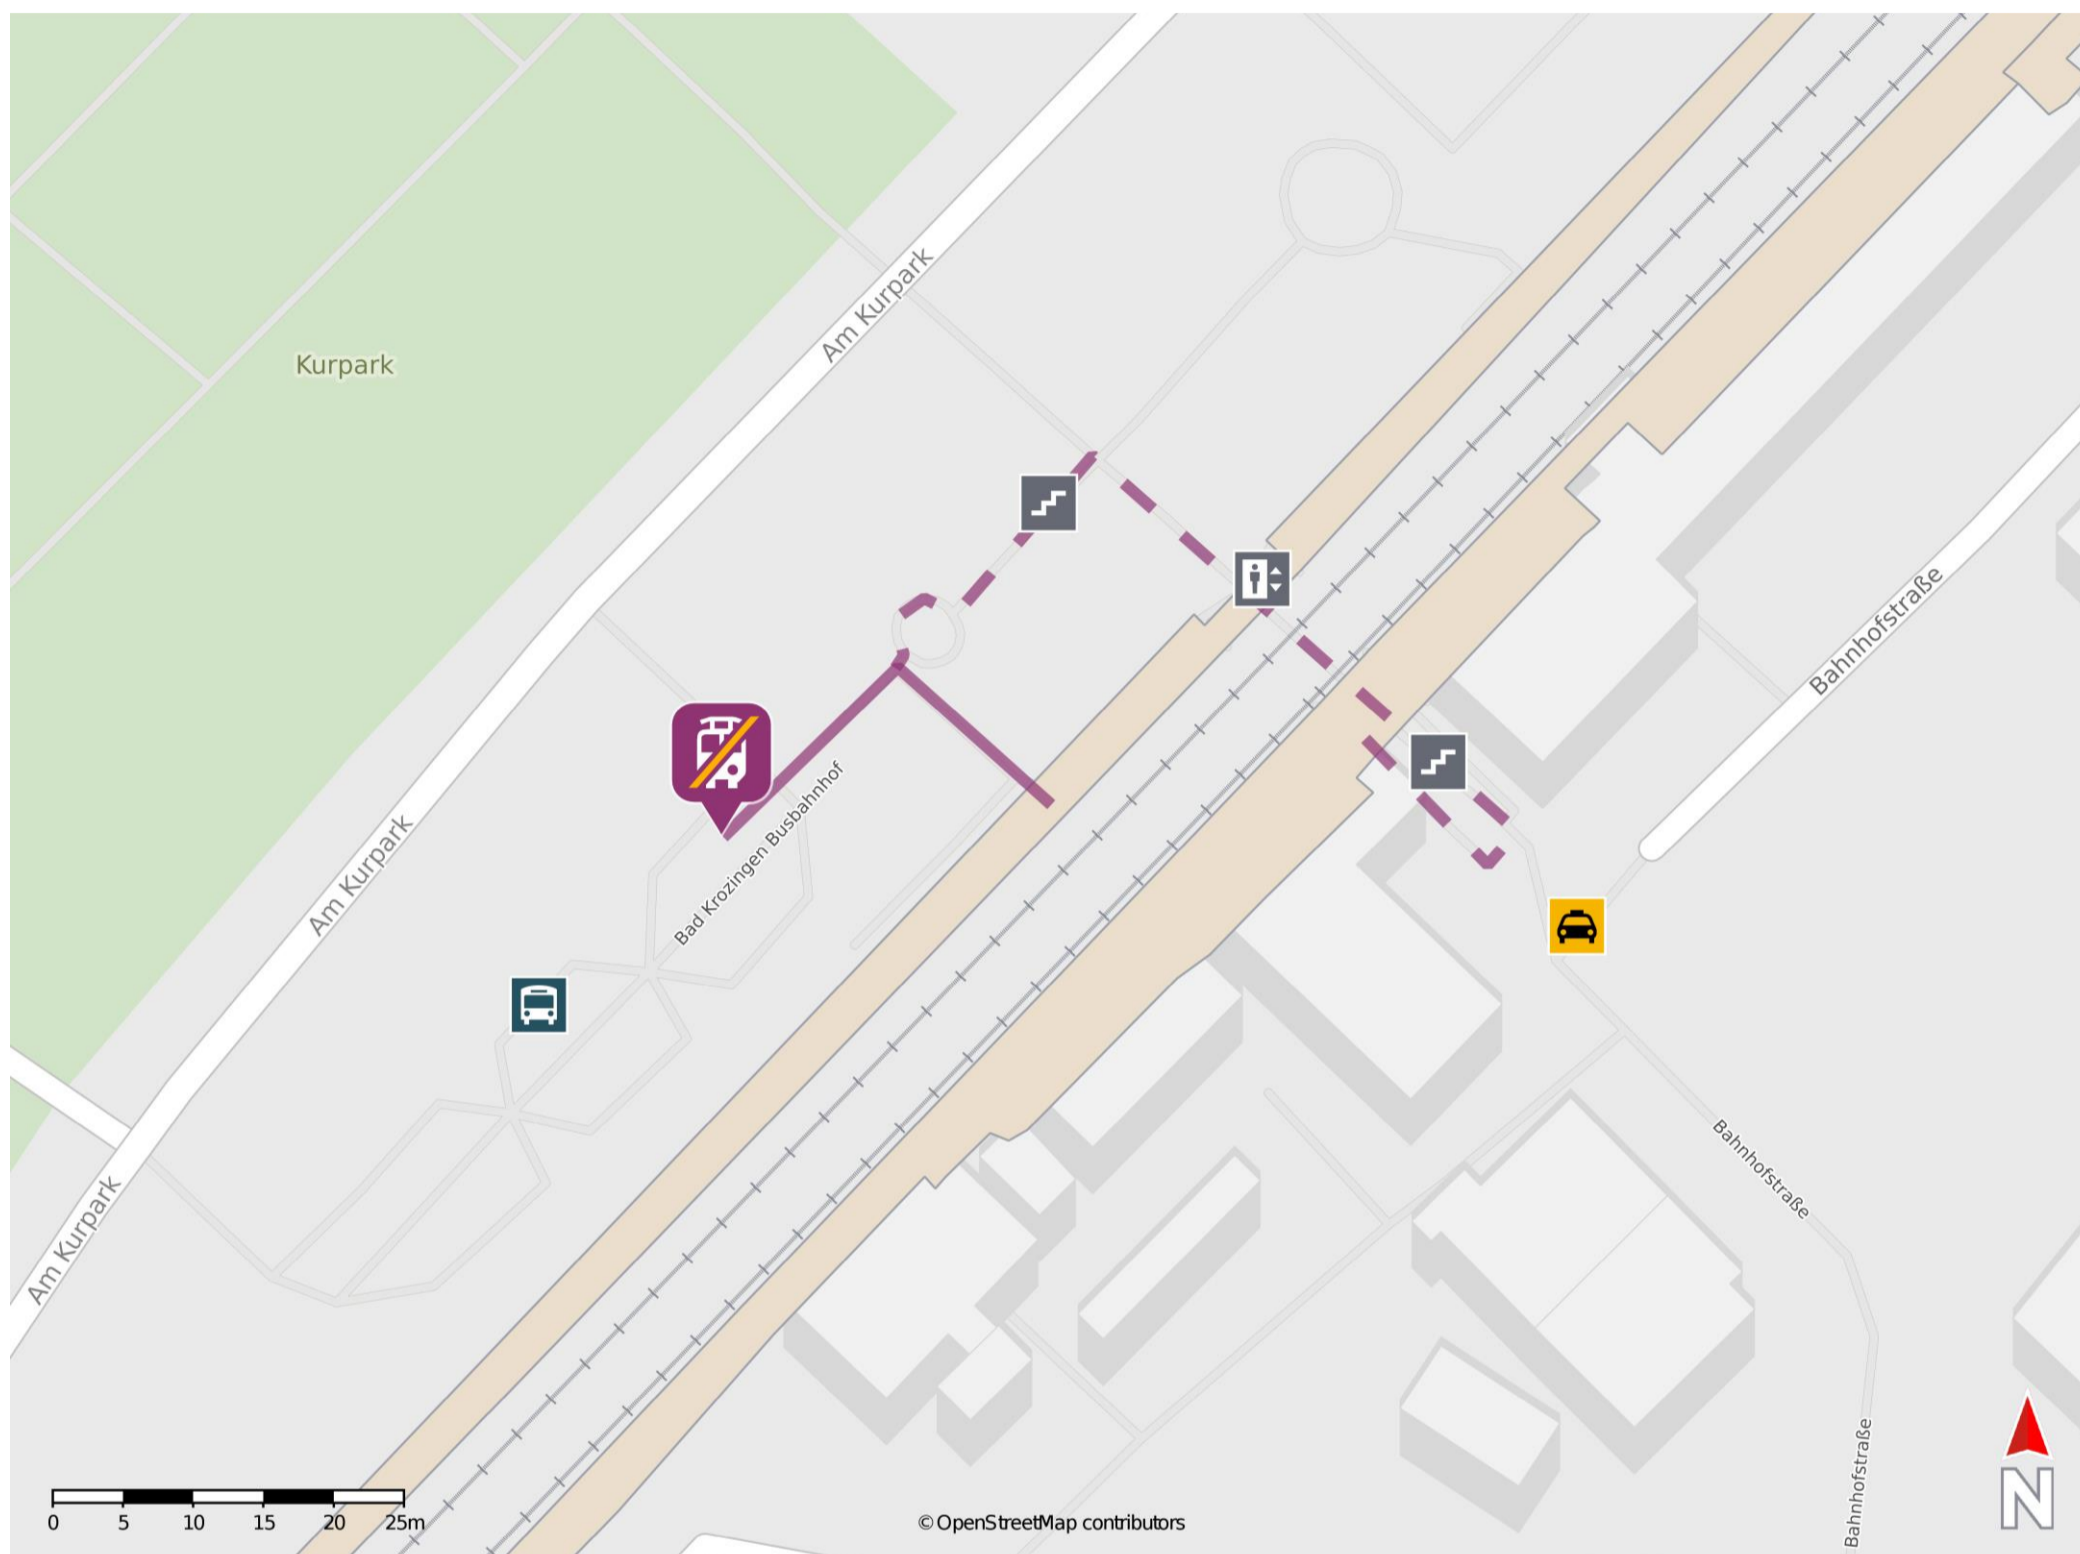 Am Kurpark
Kurpark
Bahnhofstraße
Am Kurpark
Bad Krozingen Busbahnhof
Am Kurpark
Bahnhofstraße
Bahnhofstraße
0 5 10 15 20 25m
© OpenStreetMap contributors
N